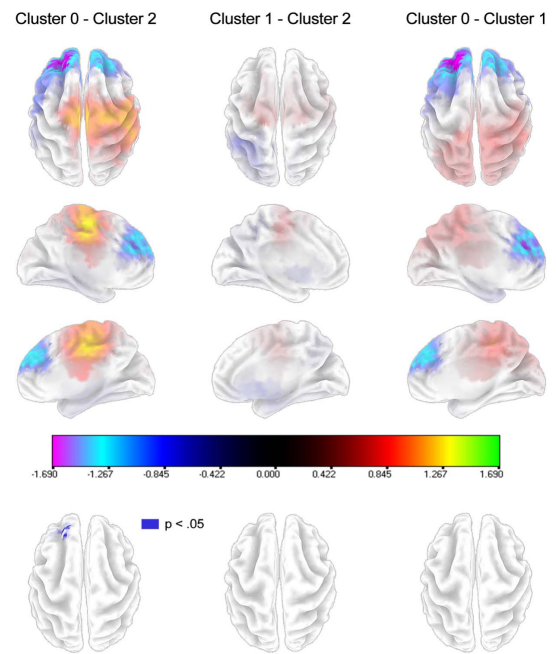 Cluster 0 - Cluster 2
Cluster 1 - Cluster 2
Cluster 0 - Cluster 1
-1.690 -1.267 -0.845 -0.422 0.000 0.422 0.845 1.267 1.690
p < .05